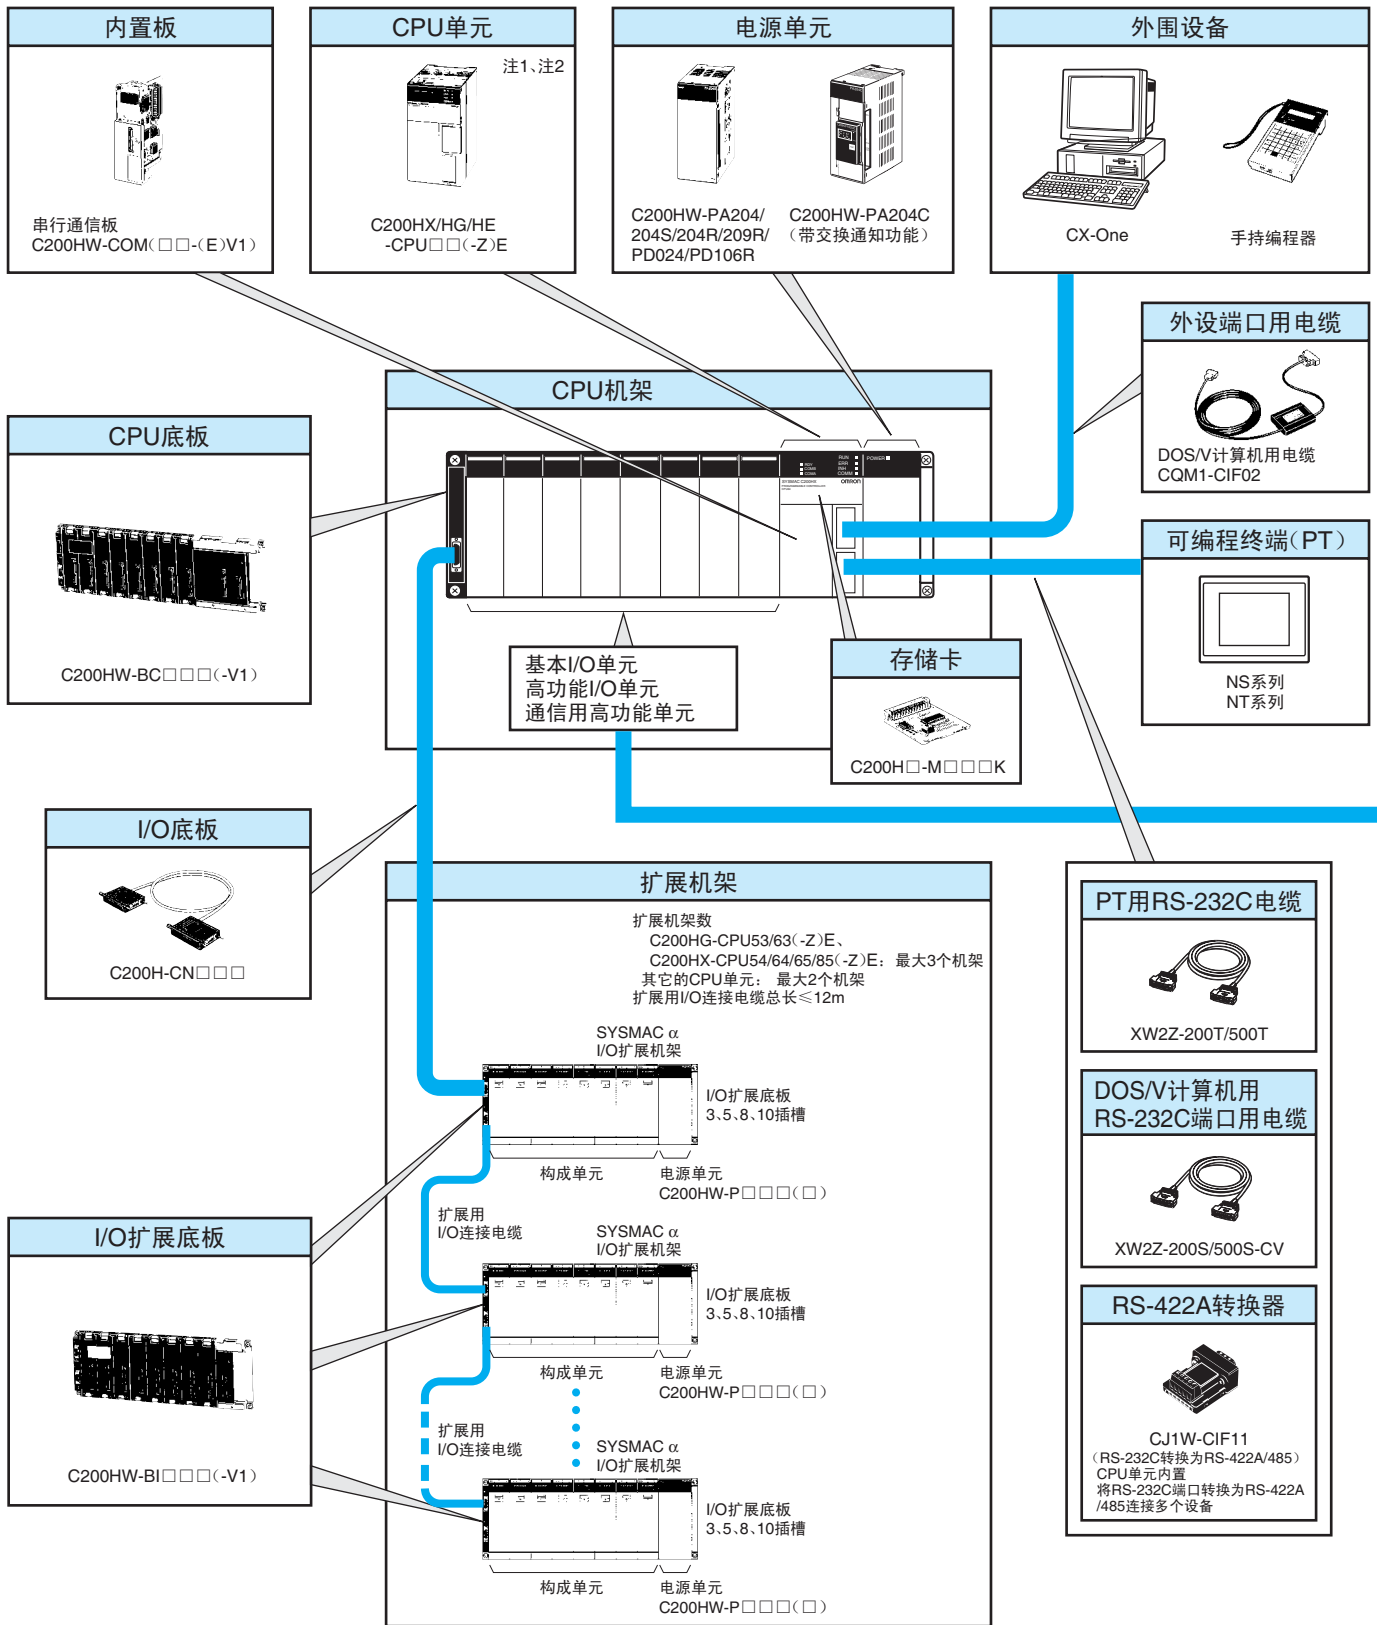 内置板
串行通信板
C200HW-COM(□□-(E)V1)
CPU单元
注1、注2
C200HX/HG/HE
-CPU□□(-Z)E
电源单元
C200HW-PA204/
204S/204R/209R/
PD024/PD106R
C200HW-PA204C
(带交换通知功能)
外围设备
CX-One
手持编程器
外设端口用电缆
DOS/V计算机用电缆
CQM1-CIF02
CPU机架
CPU底板
C200HW-BC□□□(-V1)
RUN
ERR
INH
COMM
POWER
RDY
COMB
COMA
SYSMAC C200HX
OMRON
可编程终端(PT)
NS系列
NT系列
基本I/O单元
高功能I/O单元
通信用高功能单元
存储卡
C200H□-M□□□K
I/O底板
C200H-CN□□□
扩展机架
扩展机架数
C200HG-CPU53/63(-Z)E、
C200HX-CPU54/64/65/85(-Z)E：最大3个机架
其它的CPU单元：最大2个机架
扩展用I/O连接电缆总长≤12m
SYSMAC α
I/O扩展机架
I/O扩展底板
3、5、8、10插槽
构成单元
电源单元
C200HW-P□□□(□)
扩展用
I/O连接电缆
SYSMAC α
I/O扩展机架
I/O扩展底板
3、5、8、10插槽
构成单元
电源单元
C200HW-P□□□(□)
扩展用
I/O连接电缆
SYSMAC α
I/O扩展机架
I/O扩展底板
3、5、8、10插槽
构成单元
电源单元
C200HW-P□□□(□)
I/O扩展底板
C200HW-BI□□□(-V1)
PT用RS-232C电缆
XW2Z-200T/500T
DOS/V计算机用
RS-232C端口用电缆
XW2Z-200S/500S-CV
RS-422A转换器
CJ1W-CIF11
(RS-232C转换为RS-422A/485)
CPU单元内置
将RS-232C端口转换为RS-422A
/485连接多个设备